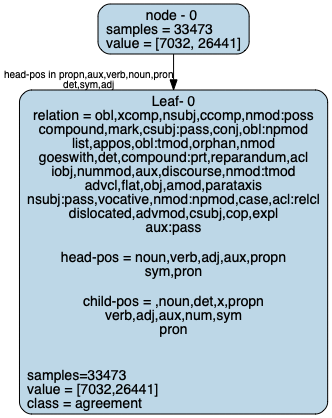 node - 0
samples = 33473
value = [7032, 26441]
head-pos in propn,aux,verb,noun,pron
det,sym,adj
Leaf- 0
relation = obl,xcomp,nsubj,ccomp,nmod:poss
compound,mark,csubj:pass,conj,obl:npmod
list,appos,obl:tmod,orphan,nmod
goeswith,det,compound:prt,reparandum,acl
iobj,nummod,aux,discourse,nmod:tmod
advcl,flat,obj,amod,parataxis
nsubj:pass,vocative,nmod:npmod,case,acl:relcl
dislocated,advmod,csubj,cop,expl
aux:pass
head-pos = noun,verb,adj,aux,propn
sym,pron
child-pos = ,noun,det,x,propn
verb,adj,aux,num,sym
pron
samples=33473
value = [7032,26441]
class = agreement